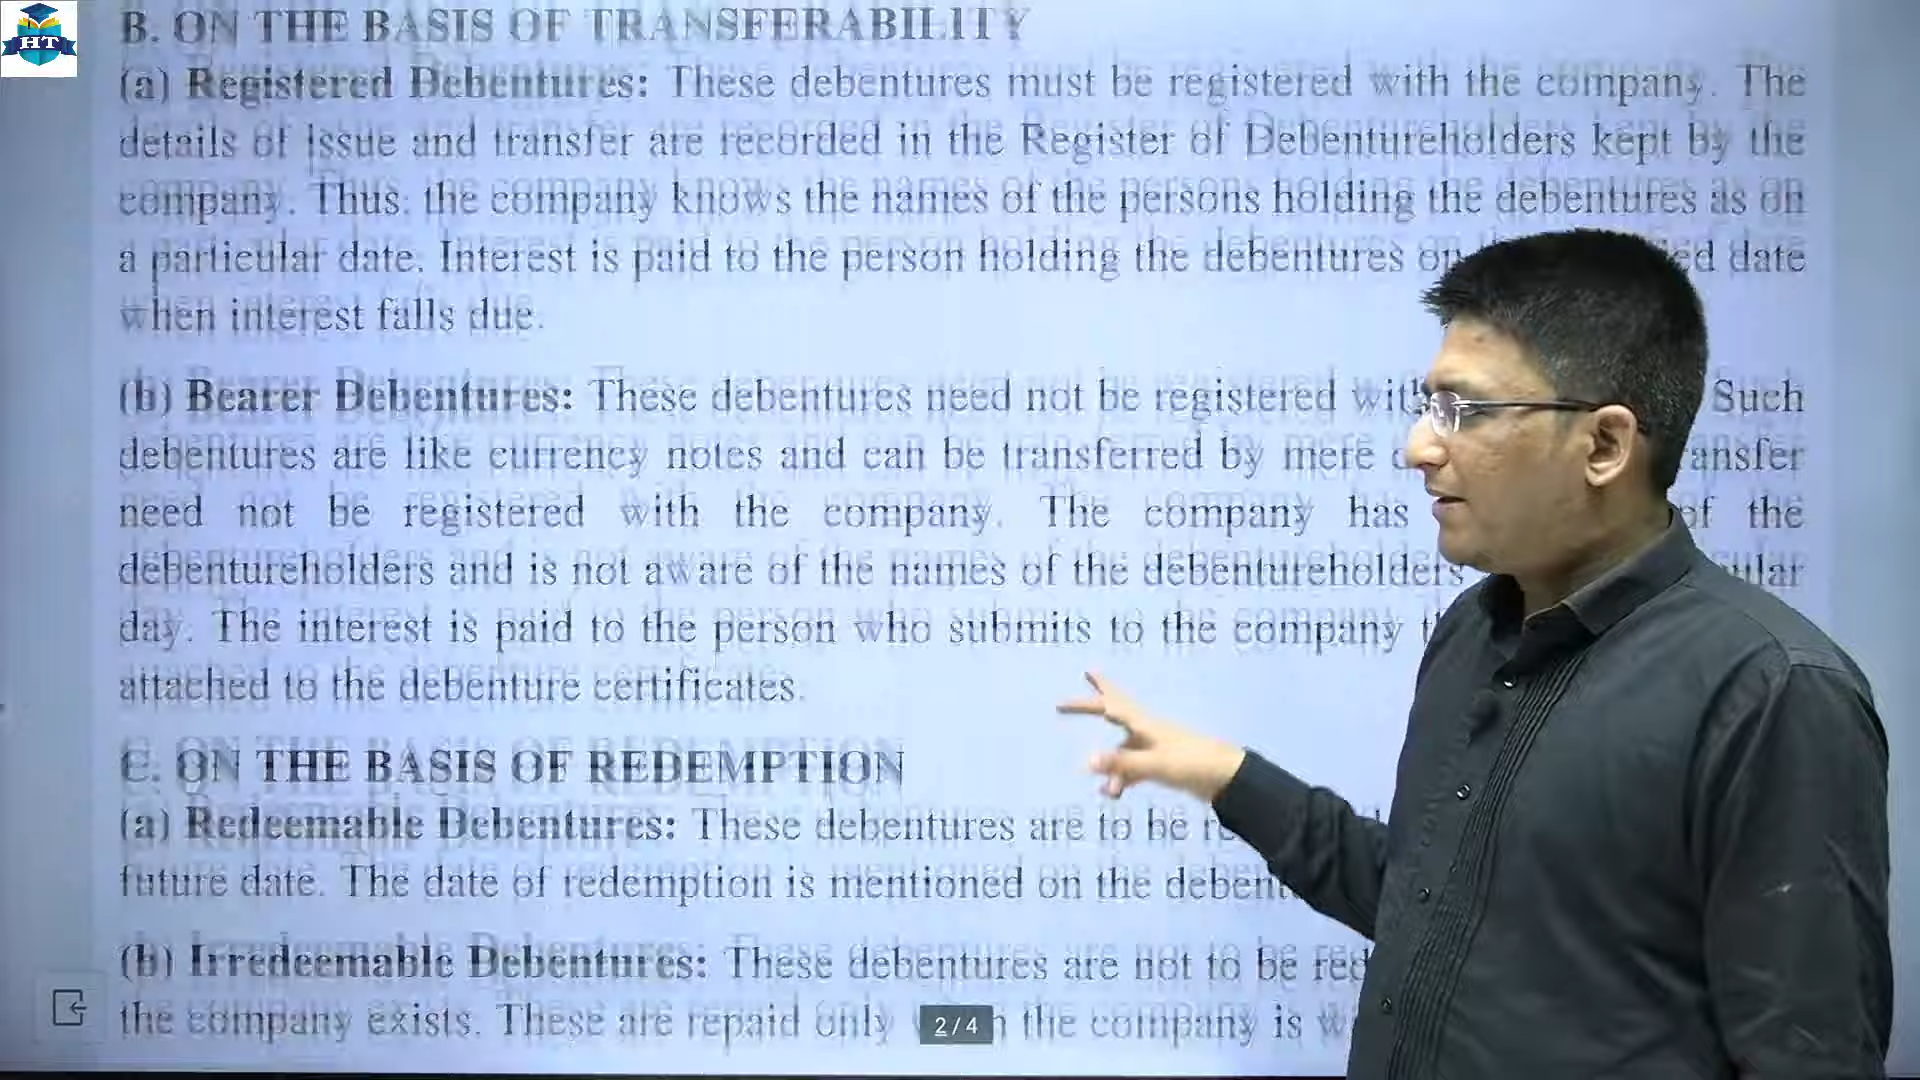 HT
B. ON THE BASIS OF TRANSFERABILITY
(a) Registered Debentures: These debentures must be registered with the company. The
details of issue and transfer are recorded in the Register of Debentureholders kept by the
company. Thus, the company knows the names of the persons holding the debentures as on
a particular date. Interest is paid to the person holding the debentures on ed date
when interest falls due.
(b) Bearer Debentures: These debentures need not be registered with Such
debentures are like currency notes and can be transferred by mere ansfer
need not be registered with the company. The company has of the
debentureholders and is not aware of the names of the debentureholders ular
day. The interest is paid to the person who submits to the company
attached to the debenture certificates.
C. ON THE BASIS OF REDEMPTION
(a) Redeemable Debentures: These debentures are to be
future date. The date of redemption is mentioned on the
(b) Irredeemable Debentures: These debentures are not to be
the company exists. These are repaid only the company is
2/4